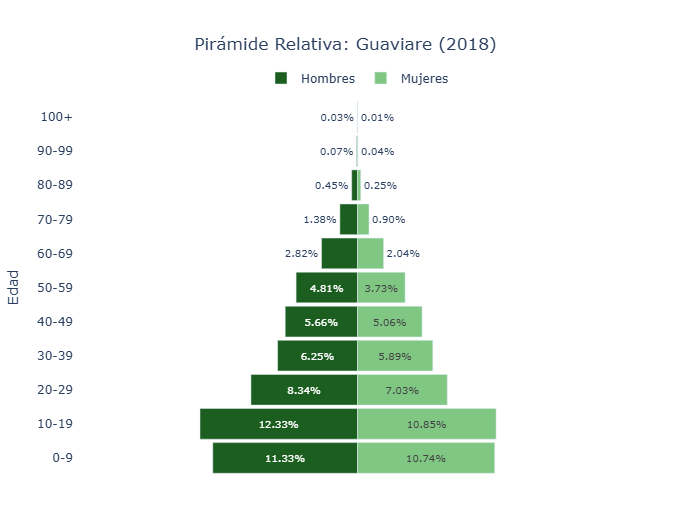 Pirámide Relativa: Guaviare (2018)
Hombres Mujeres
100+ 0.03% 0.01%
90-99 0.07% 0.04%
80-89 0.45% 0.25%
70-79 1.38% 0.90%
60-69 2.82% 2.04%
50-59 4.81% 3.73%
40-49 5.66% 5.06%
30-39 6.25% 5.89%
20-29 8.34% 7.03%
10-19 12.33% 10.85%
0-9 11.33% 10.74%
Edad